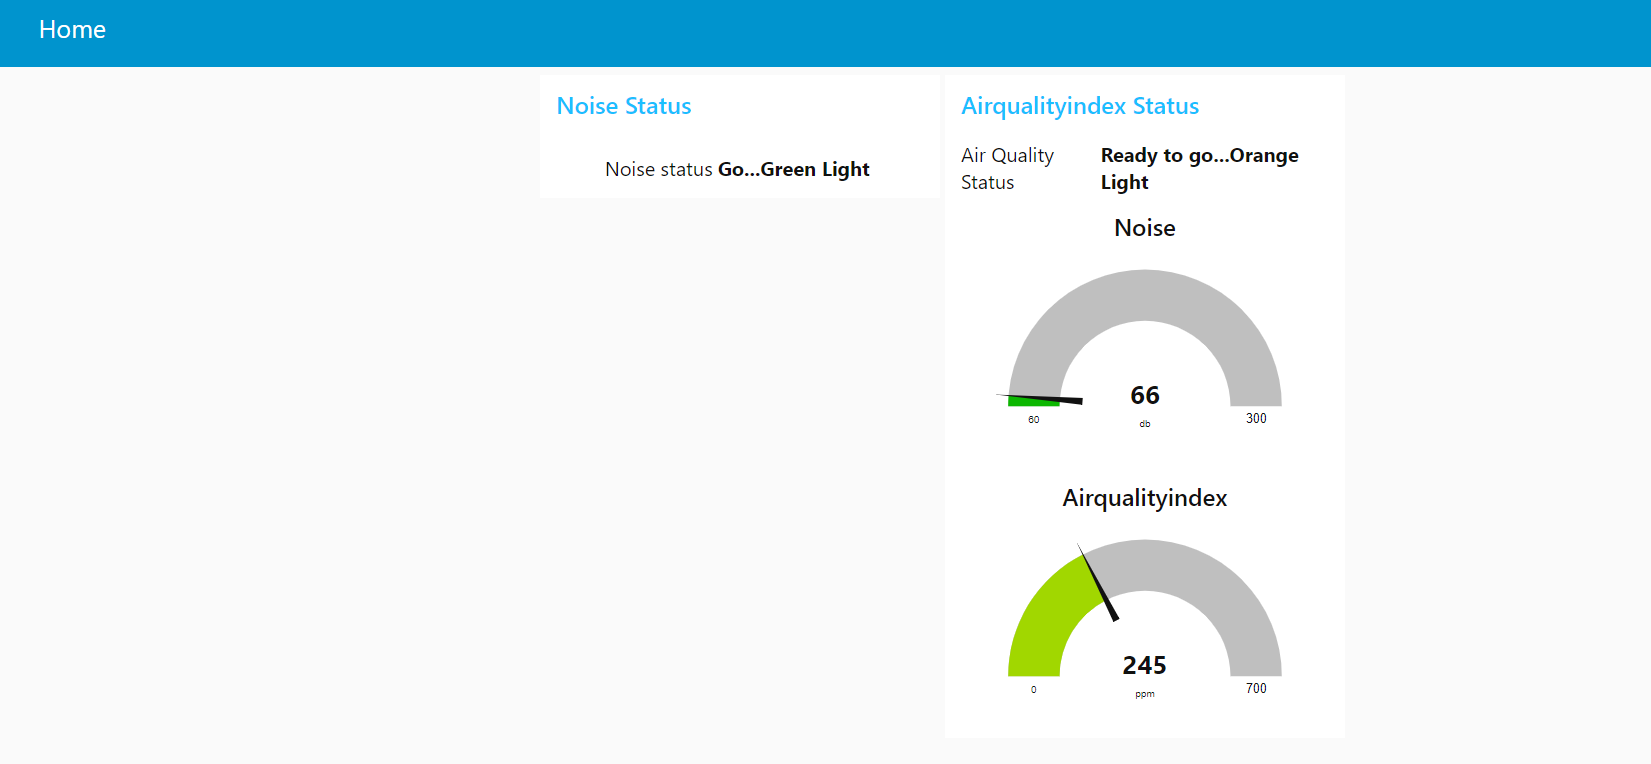 Home
Noise Status
Noise status Go...Green Light
Airqualityindex Status
Air Quality Status
Ready to go...Orange Light
Noise
66
db
60
300
Airqualityindex
245
ppm
0
700